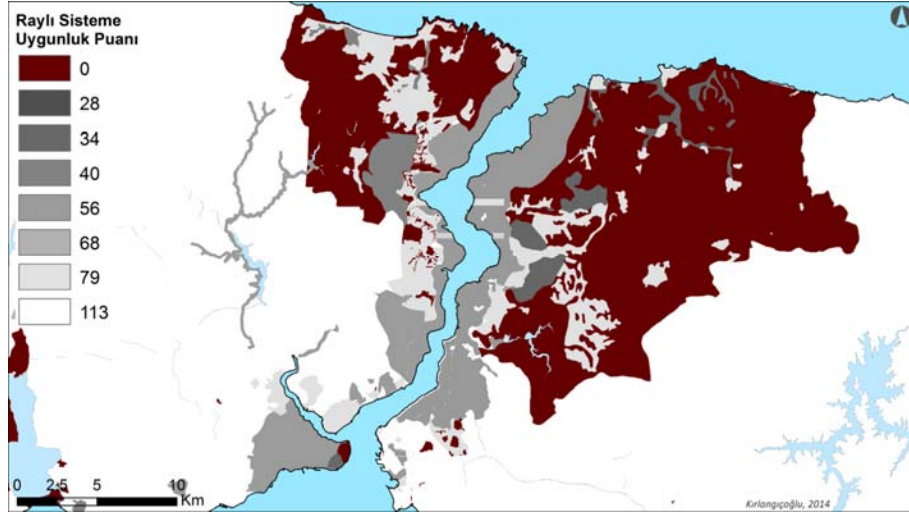 Raylı Sisteme
Uygunluk Puanı
0
28
34
40
56
68
79
113
0 2.5 5 10
Km
Kırlangıçoğlu, 2014